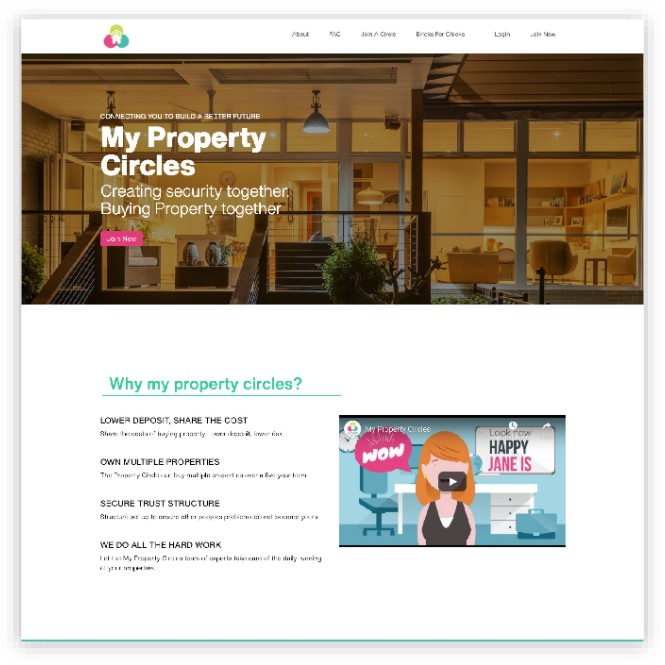 About FAQ Join A Circle Bricks For Chicks Login Join Now
CONNECTING YOU TO BUILD A BETTER FUTURE
My Property
Circles
Creating security together.
Buying Property together
Join Now
Why my property circles?
LOWER DEPOSIT, SHARE THE COST
Share the costs of buying property. Lower deposit, lower risk
OWN MULTIPLE PROPERTIES
The Property Circle can buy multiple properties over a five year term
SECURE TRUST STRUCTURE
Structure set up to ensure other peoples problems do not become yours
WE DO ALL THE HARD WORK
Let the My Property Circles team of experts take care of the daily running
of your properties
My Property Circles
WOW
Look how
HAPPY
JANE IS